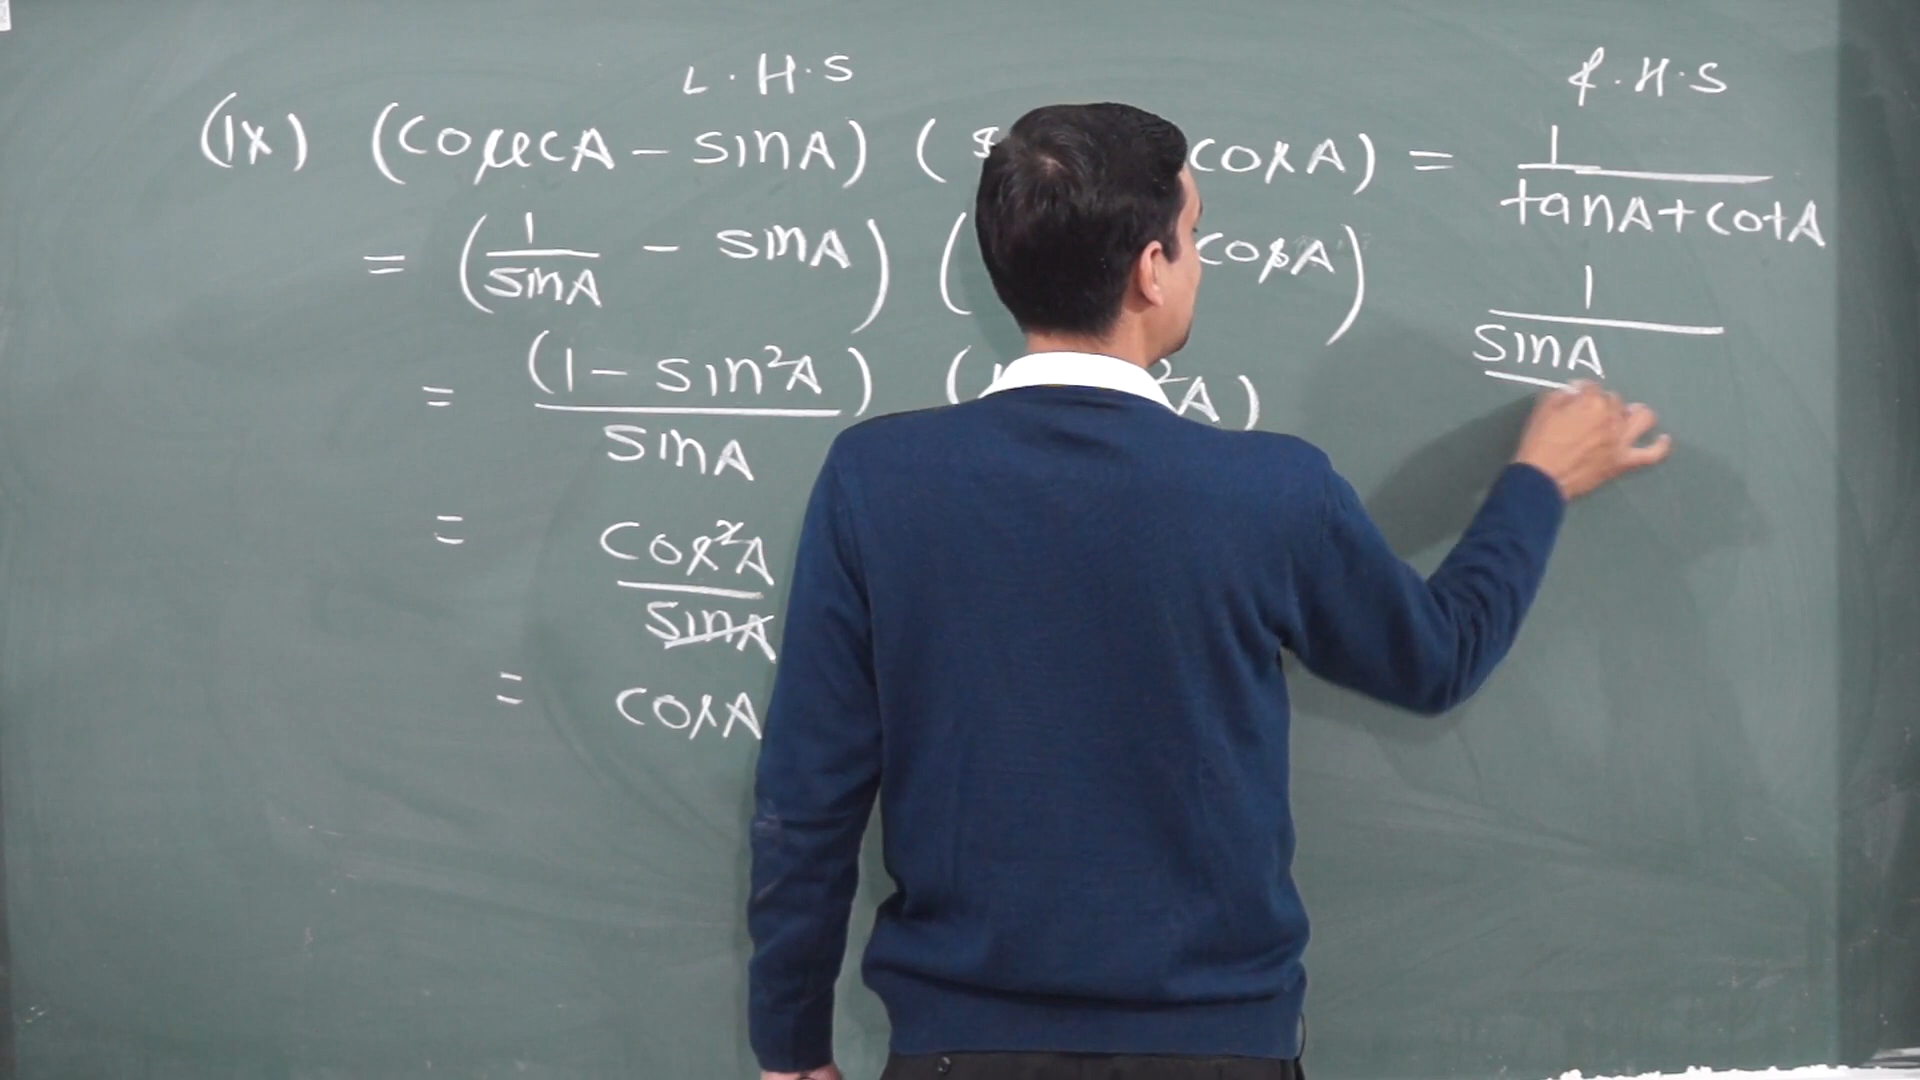 L.H.S R.H.S
(ix) (cosecA - sinA) ( cosA) = 1/tanA+cotA
= (1/sinA - sinA) ( cosA) 1/sinA
= (1 - sin²A)/sinA ( ²A)
= cos²A/sinA
= cosA